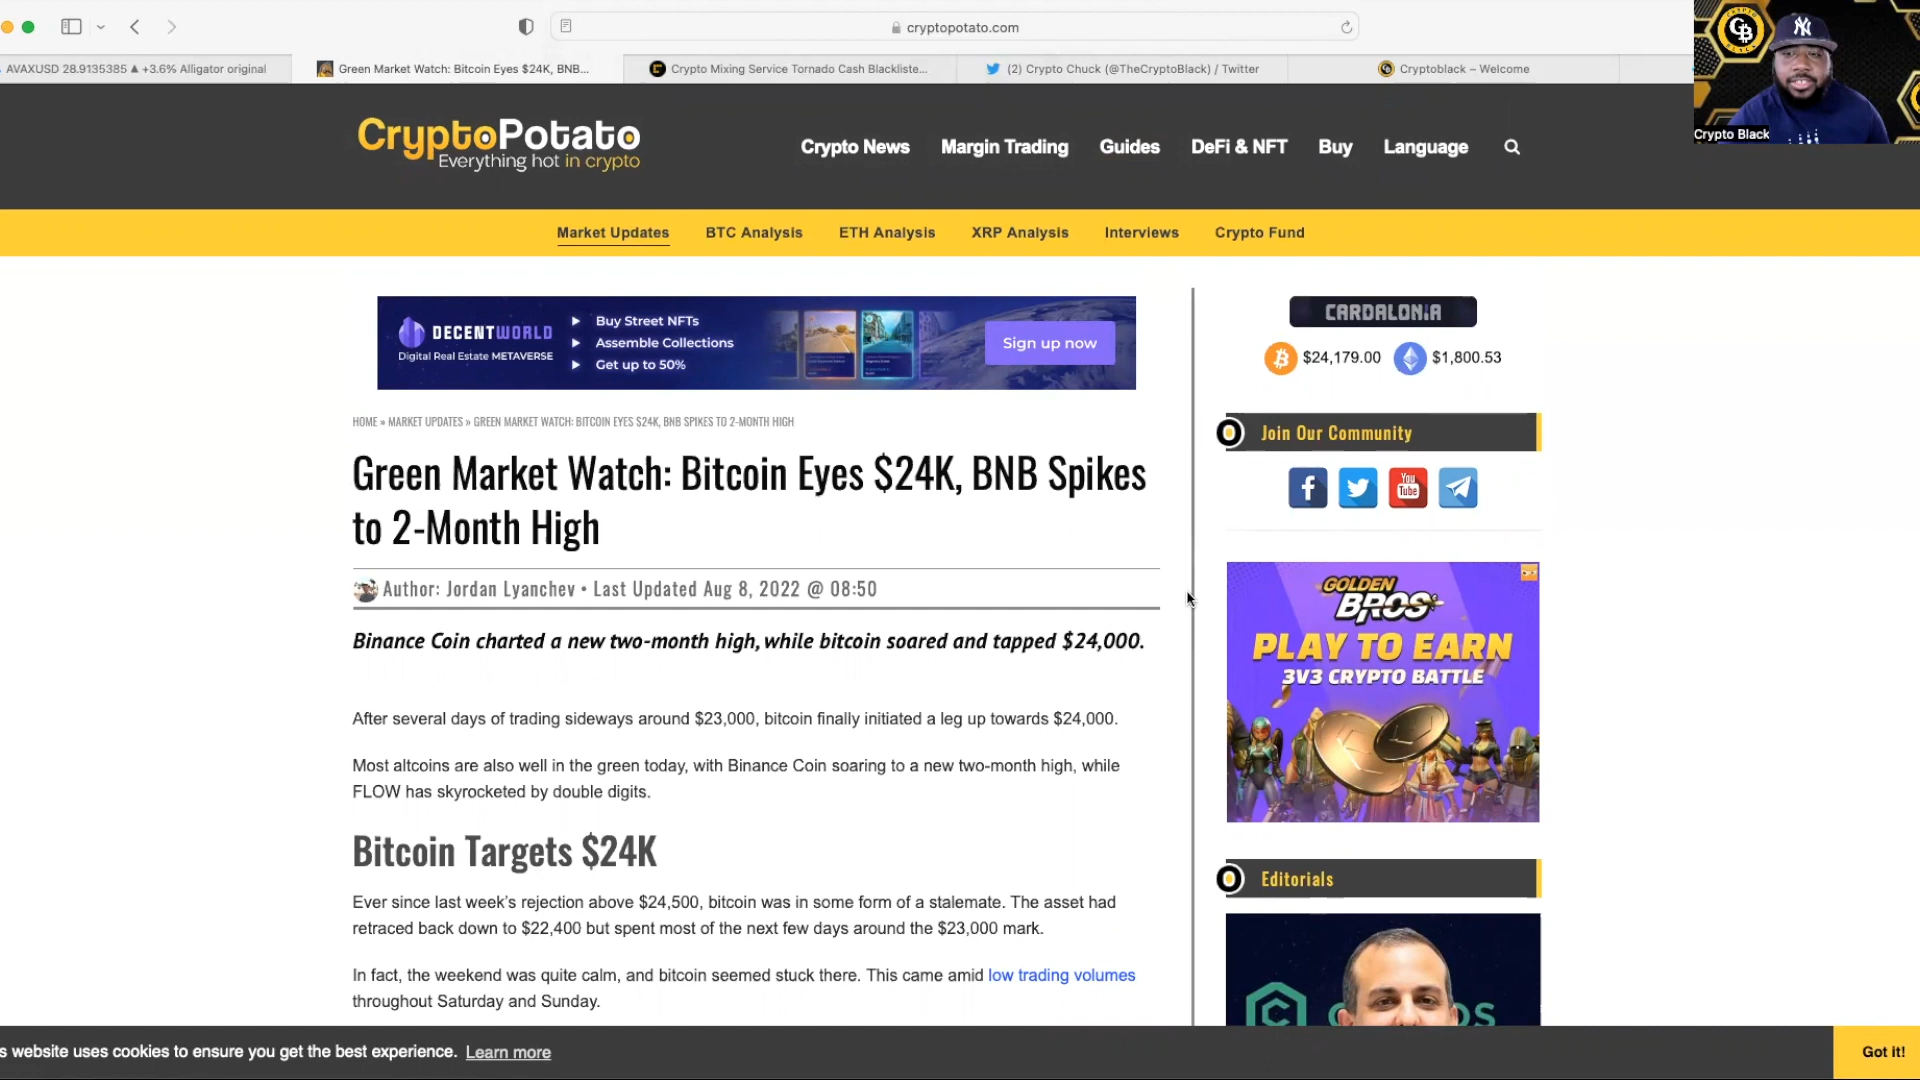 cryptopotato.com
AVAXUSD 28.9135385 ▲ +3.6% Alligator original
Green Market Watch: Bitcoin Eyes $24K, BNB...
Crypto Mixing Service Tornado Cash Blackliste...
(2) Crypto Chuck (@TheCryptoBlack) / Twitter
Cryptoblack – Welcome
Crypto Black
CryptoPotato
Everything hot in crypto
Crypto News Margin Trading Guides DeFi & NFT Buy Language
Market Updates BTC Analysis ETH Analysis XRP Analysis Interviews Crypto Fund
DECENTWORLD
Digital Real Estate METAVERSE
▶ Buy Street NFTs
▶ Assemble Collections
▶ Get up to 50%
Sign up now
CARDALONIA
$24,179.00 $1,800.53
HOME » MARKET UPDATES » GREEN MARKET WATCH: BITCOIN EYES $24K, BNB SPIKES TO 2-MONTH HIGH
Green Market Watch: Bitcoin Eyes $24K, BNB Spikes
to 2-Month High
Author: Jordan Lyanchev • Last Updated Aug 8, 2022 @ 08:50
Binance Coin charted a new two-month high, while bitcoin soared and tapped $24,000.
After several days of trading sideways around $23,000, bitcoin finally initiated a leg up towards $24,000.
Most altcoins are also well in the green today, with Binance Coin soaring to a new two-month high, while
FLOW has skyrocketed by double digits.
Bitcoin Targets $24K
Ever since last week's rejection above $24,500, bitcoin was in some form of a stalemate. The asset had
retraced back down to $22,400 but spent most of the next few days around the $23,000 mark.
In fact, the weekend was quite calm, and bitcoin seemed stuck there. This came amid low trading volumes
throughout Saturday and Sunday.
Join Our Community
You
Tube
GOLDEN
BROS
PLAY TO EARN
3V3 CRYPTO BATTLE
Editorials
s website uses cookies to ensure you get the best experience. Learn more
Got it!